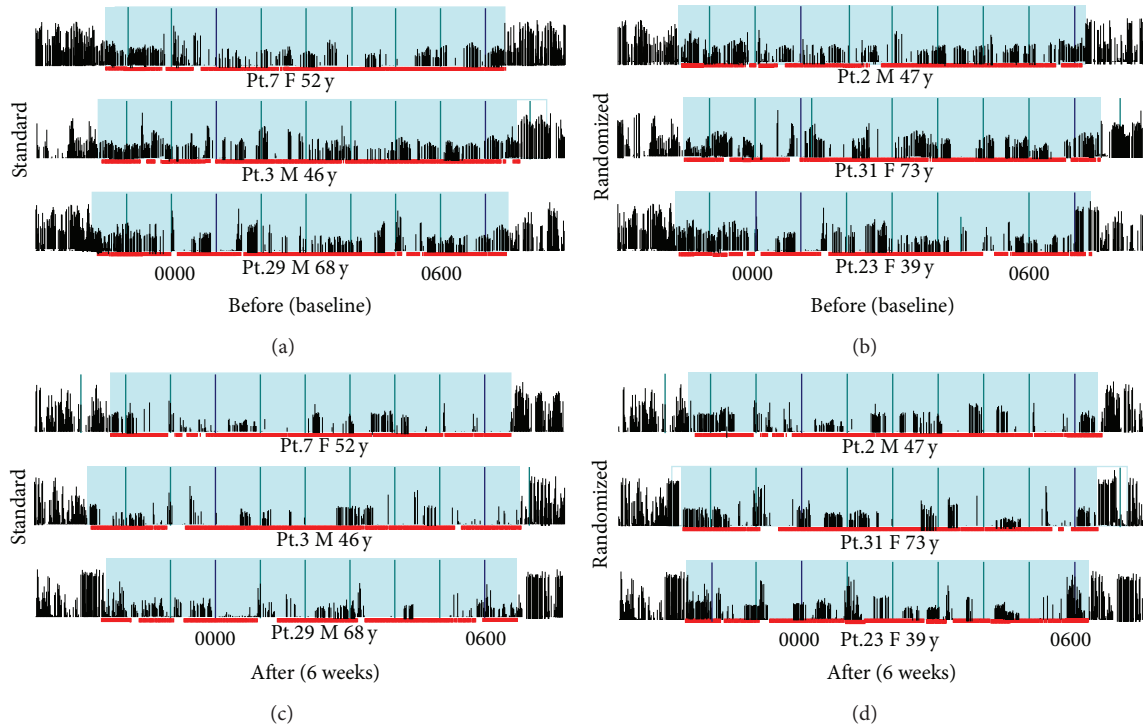 Standard
Pt.7 F 52 y
Pt.3 M 46 y
Pt.29 M 68 y
0000 0600
Before (baseline)
(a)
Randomized
Pt.2 M 47 y
Pt.31 F 73 y
Pt.23 F 39 y
0000 0600
Before (baseline)
(b)
Standard
Pt.7 F 52 y
Pt.3 M 46 y
Pt.29 M 68 y
0000 0600
After (6 weeks)
(c)
Randomized
Pt.2 M 47 y
Pt.31 F 73 y
0000 0600
Pt.23 F 39 y
After (6 weeks)
(d)